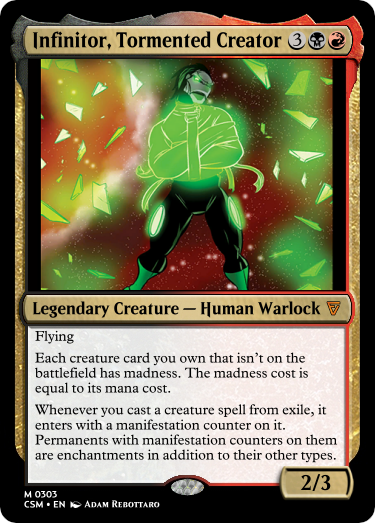 Infinitor, Tormented Creator 3
Legendary Creature — Human Warlock
Flying
Each creature card you own that isn't on the
battlefield has madness. The madness cost is
equal to its mana cost.
Whenever you cast a creature spell from exile, it
enters with a manifestation counter on it.
Permanents with manifestation counters on them
are enchantments in addition to their other types.
2/3
M 0303
CSM • EN Adam Rebottaro